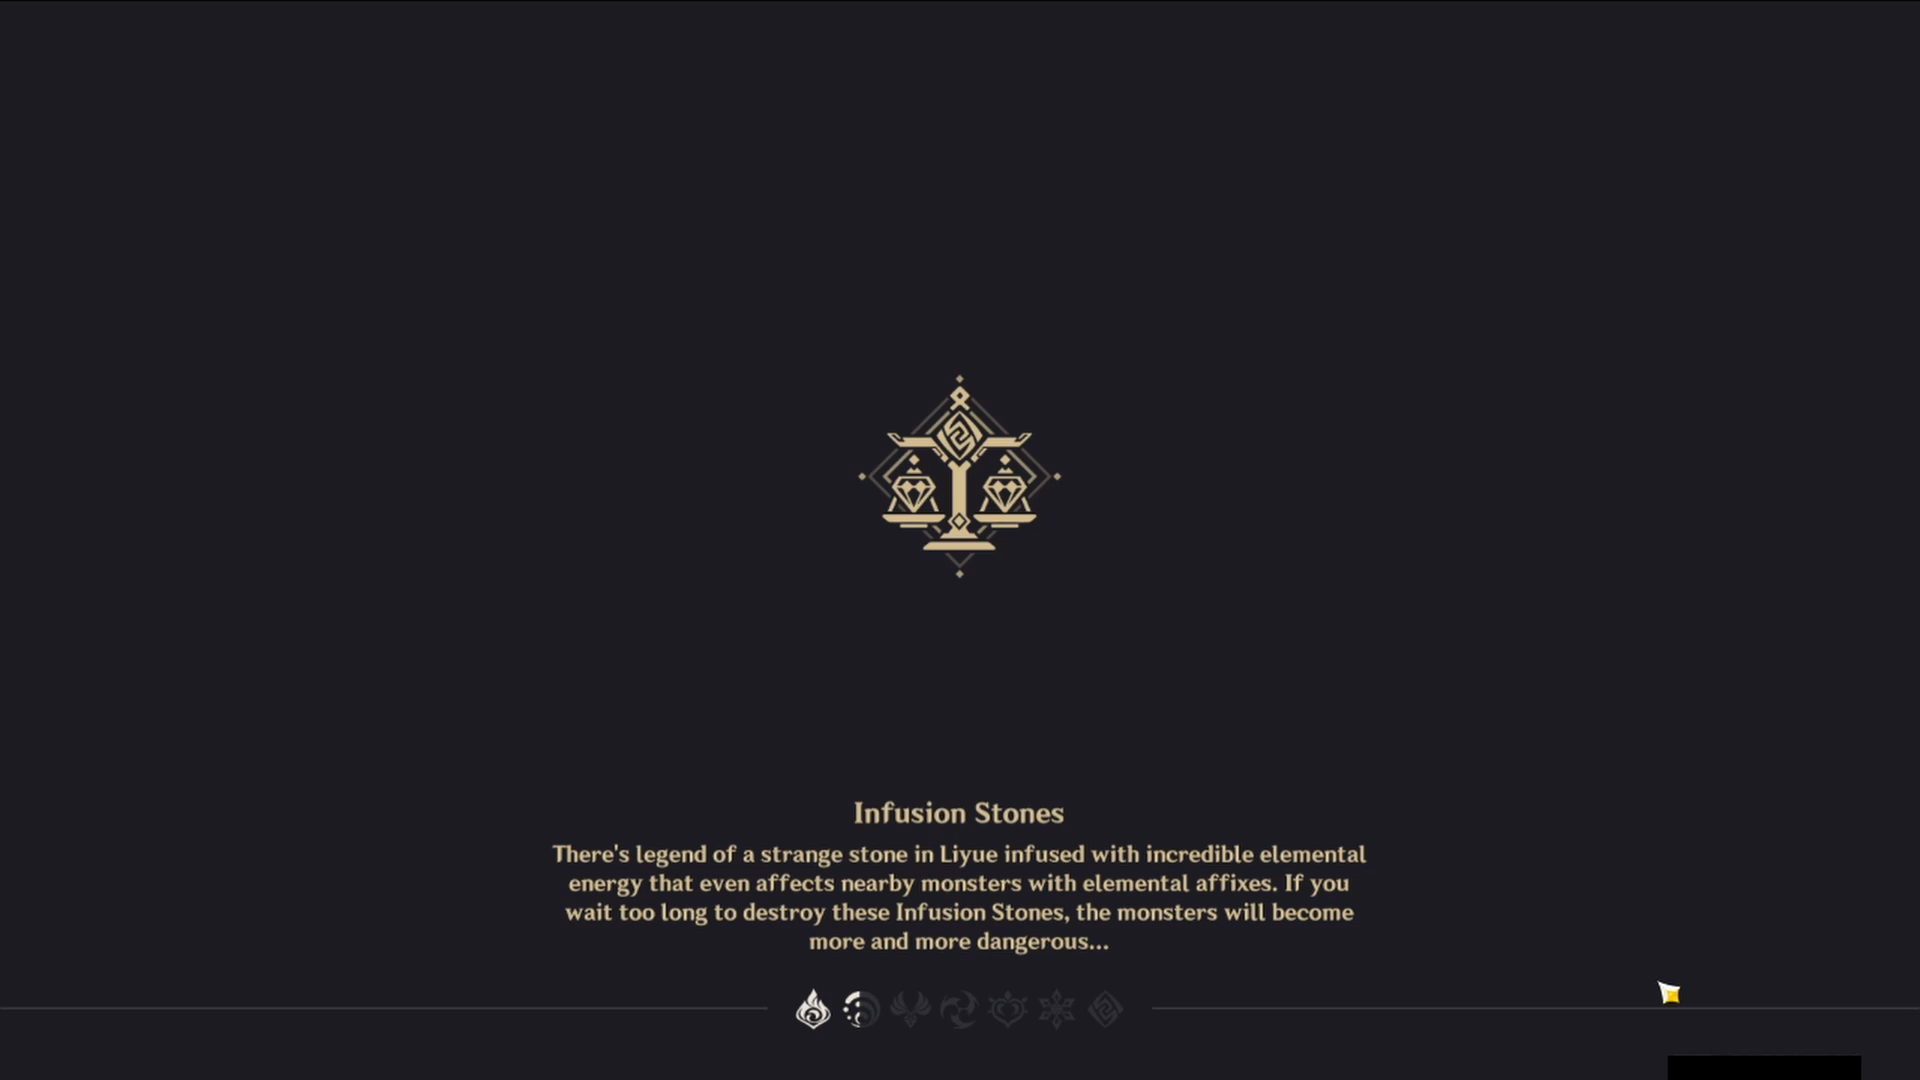 Infusion Stones
There's legend of a strange stone in Liyue infused with incredible elemental
energy that even affects nearby monsters with elemental affixes. If you
wait too long to destroy these Infusion Stones, the monsters will become
more and more dangerous...